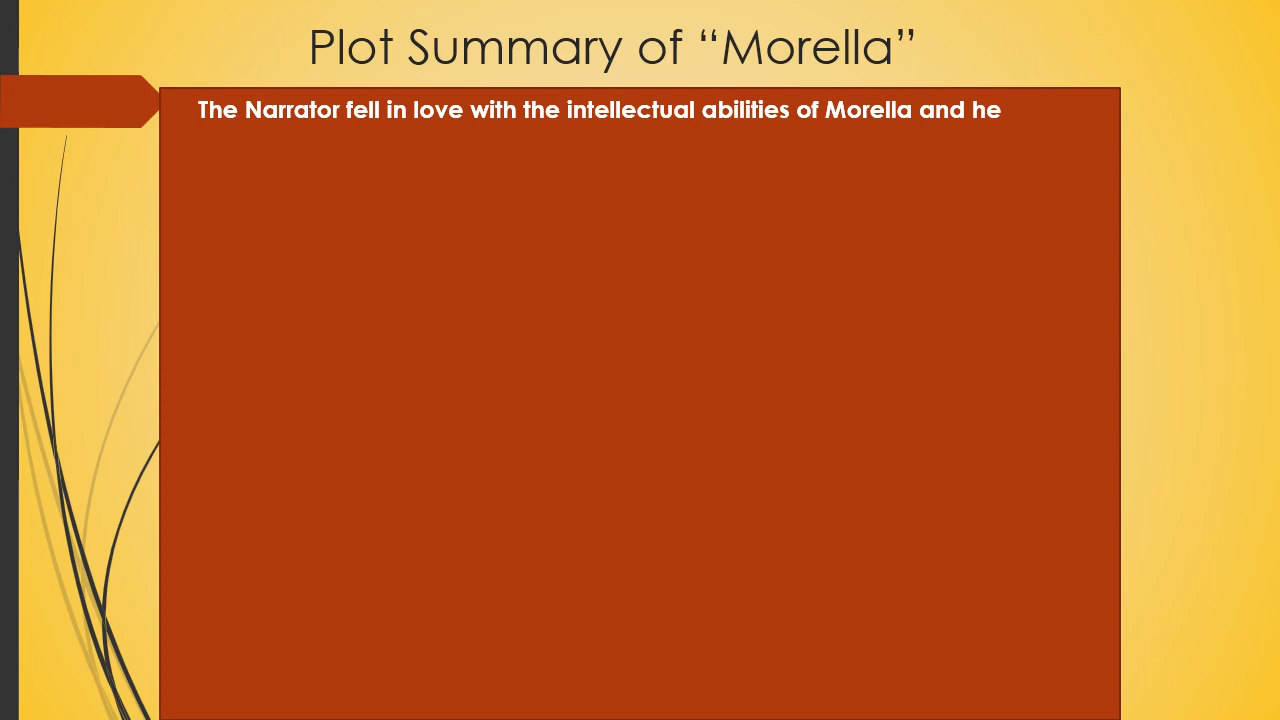 Plot Summary of “Morella”
The Narrator fell in love with the intellectual abilities of Morella and he